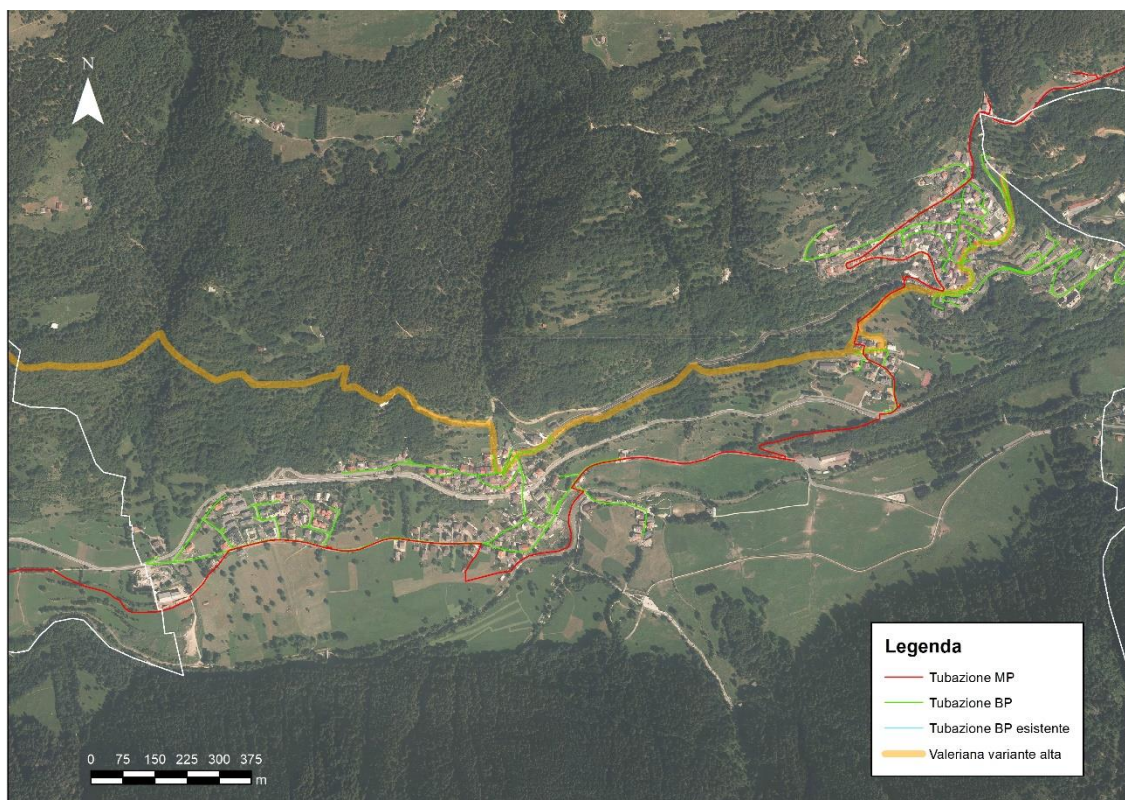 N
Legenda
Tubazione MP
Tubazione BP
Tubazione BP esistente
Valeriana variante alta
0 75 150 225 300 375
m